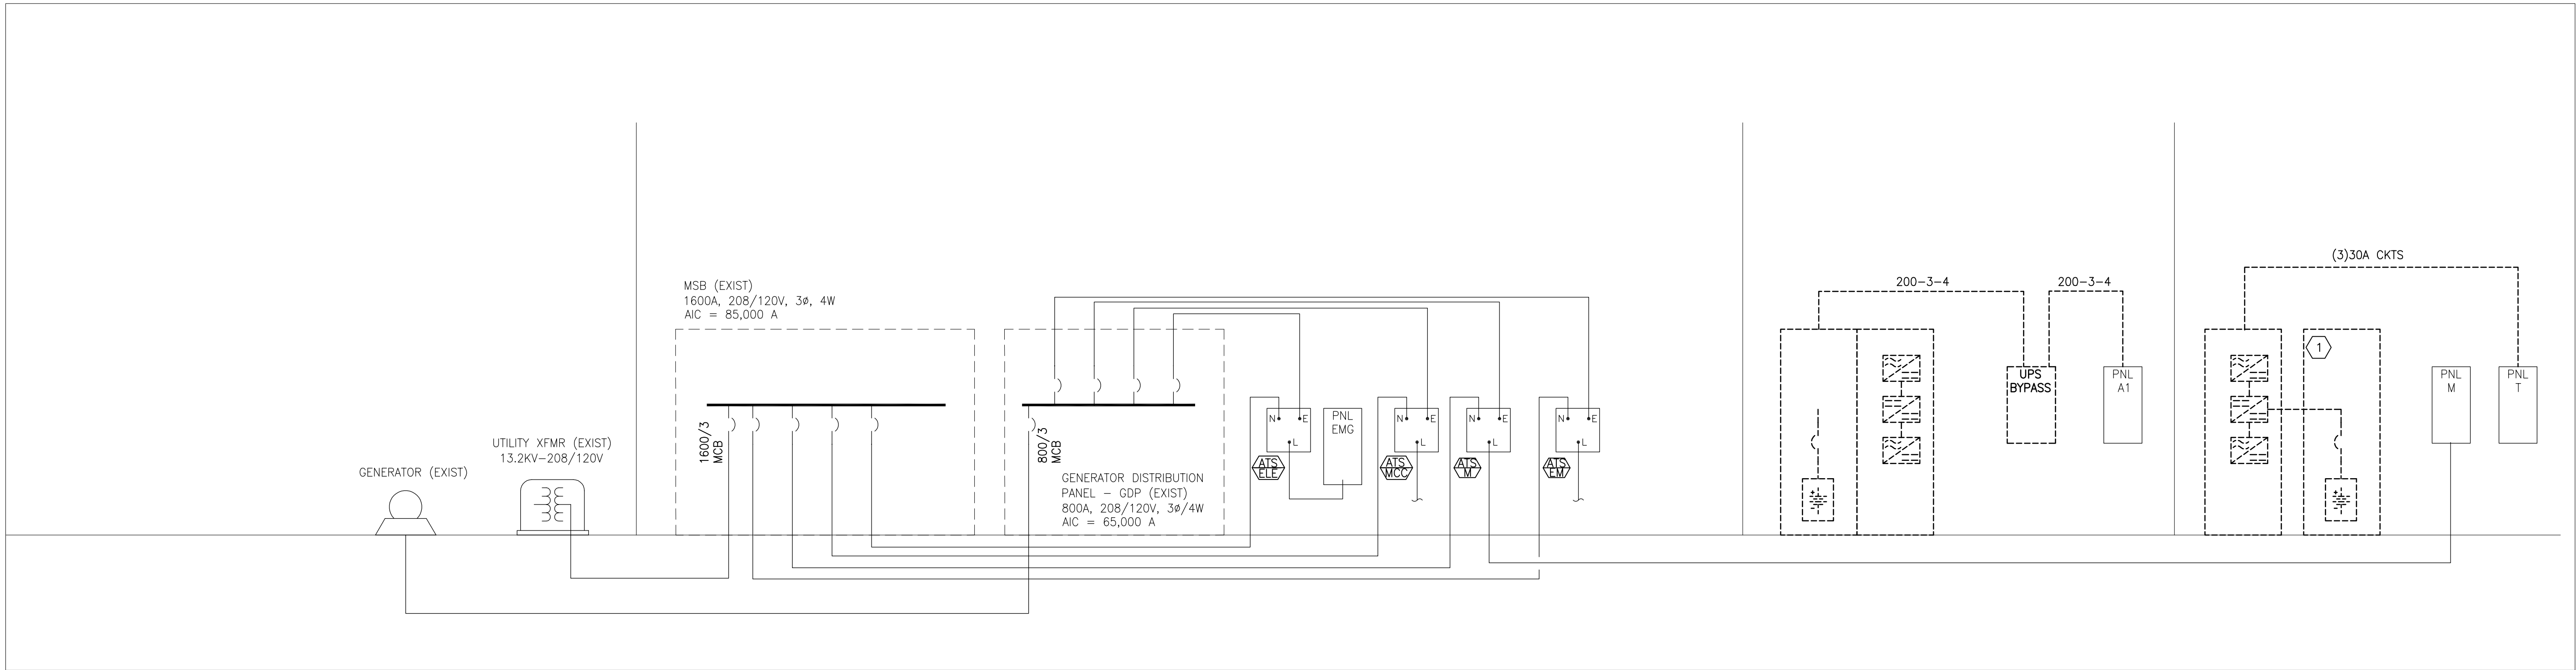 GENERATOR (EXIST)
UTILITY XFMR (EXIST)
13.2KV-208/120V
MSB (EXIST)
1600A, 208/120V, 3ø, 4W
AIC = 85,000 A
1600/3
MCB
800/3
MCB
GENERATOR DISTRIBUTION
PANEL - GDP (EXIST)
800A, 208/120V, 3ø/4W
AIC = 65,000 A
N E
L
ATS
ELE
PNL
EMG
N E
L
ATS
MCC
N E
L
ATS
M
N E
L
ATS
EM
200-3-4
200-3-4
UPS
BYPASS
PNL
A1
(3)30A CKTS
1
PNL
M
PNL
T